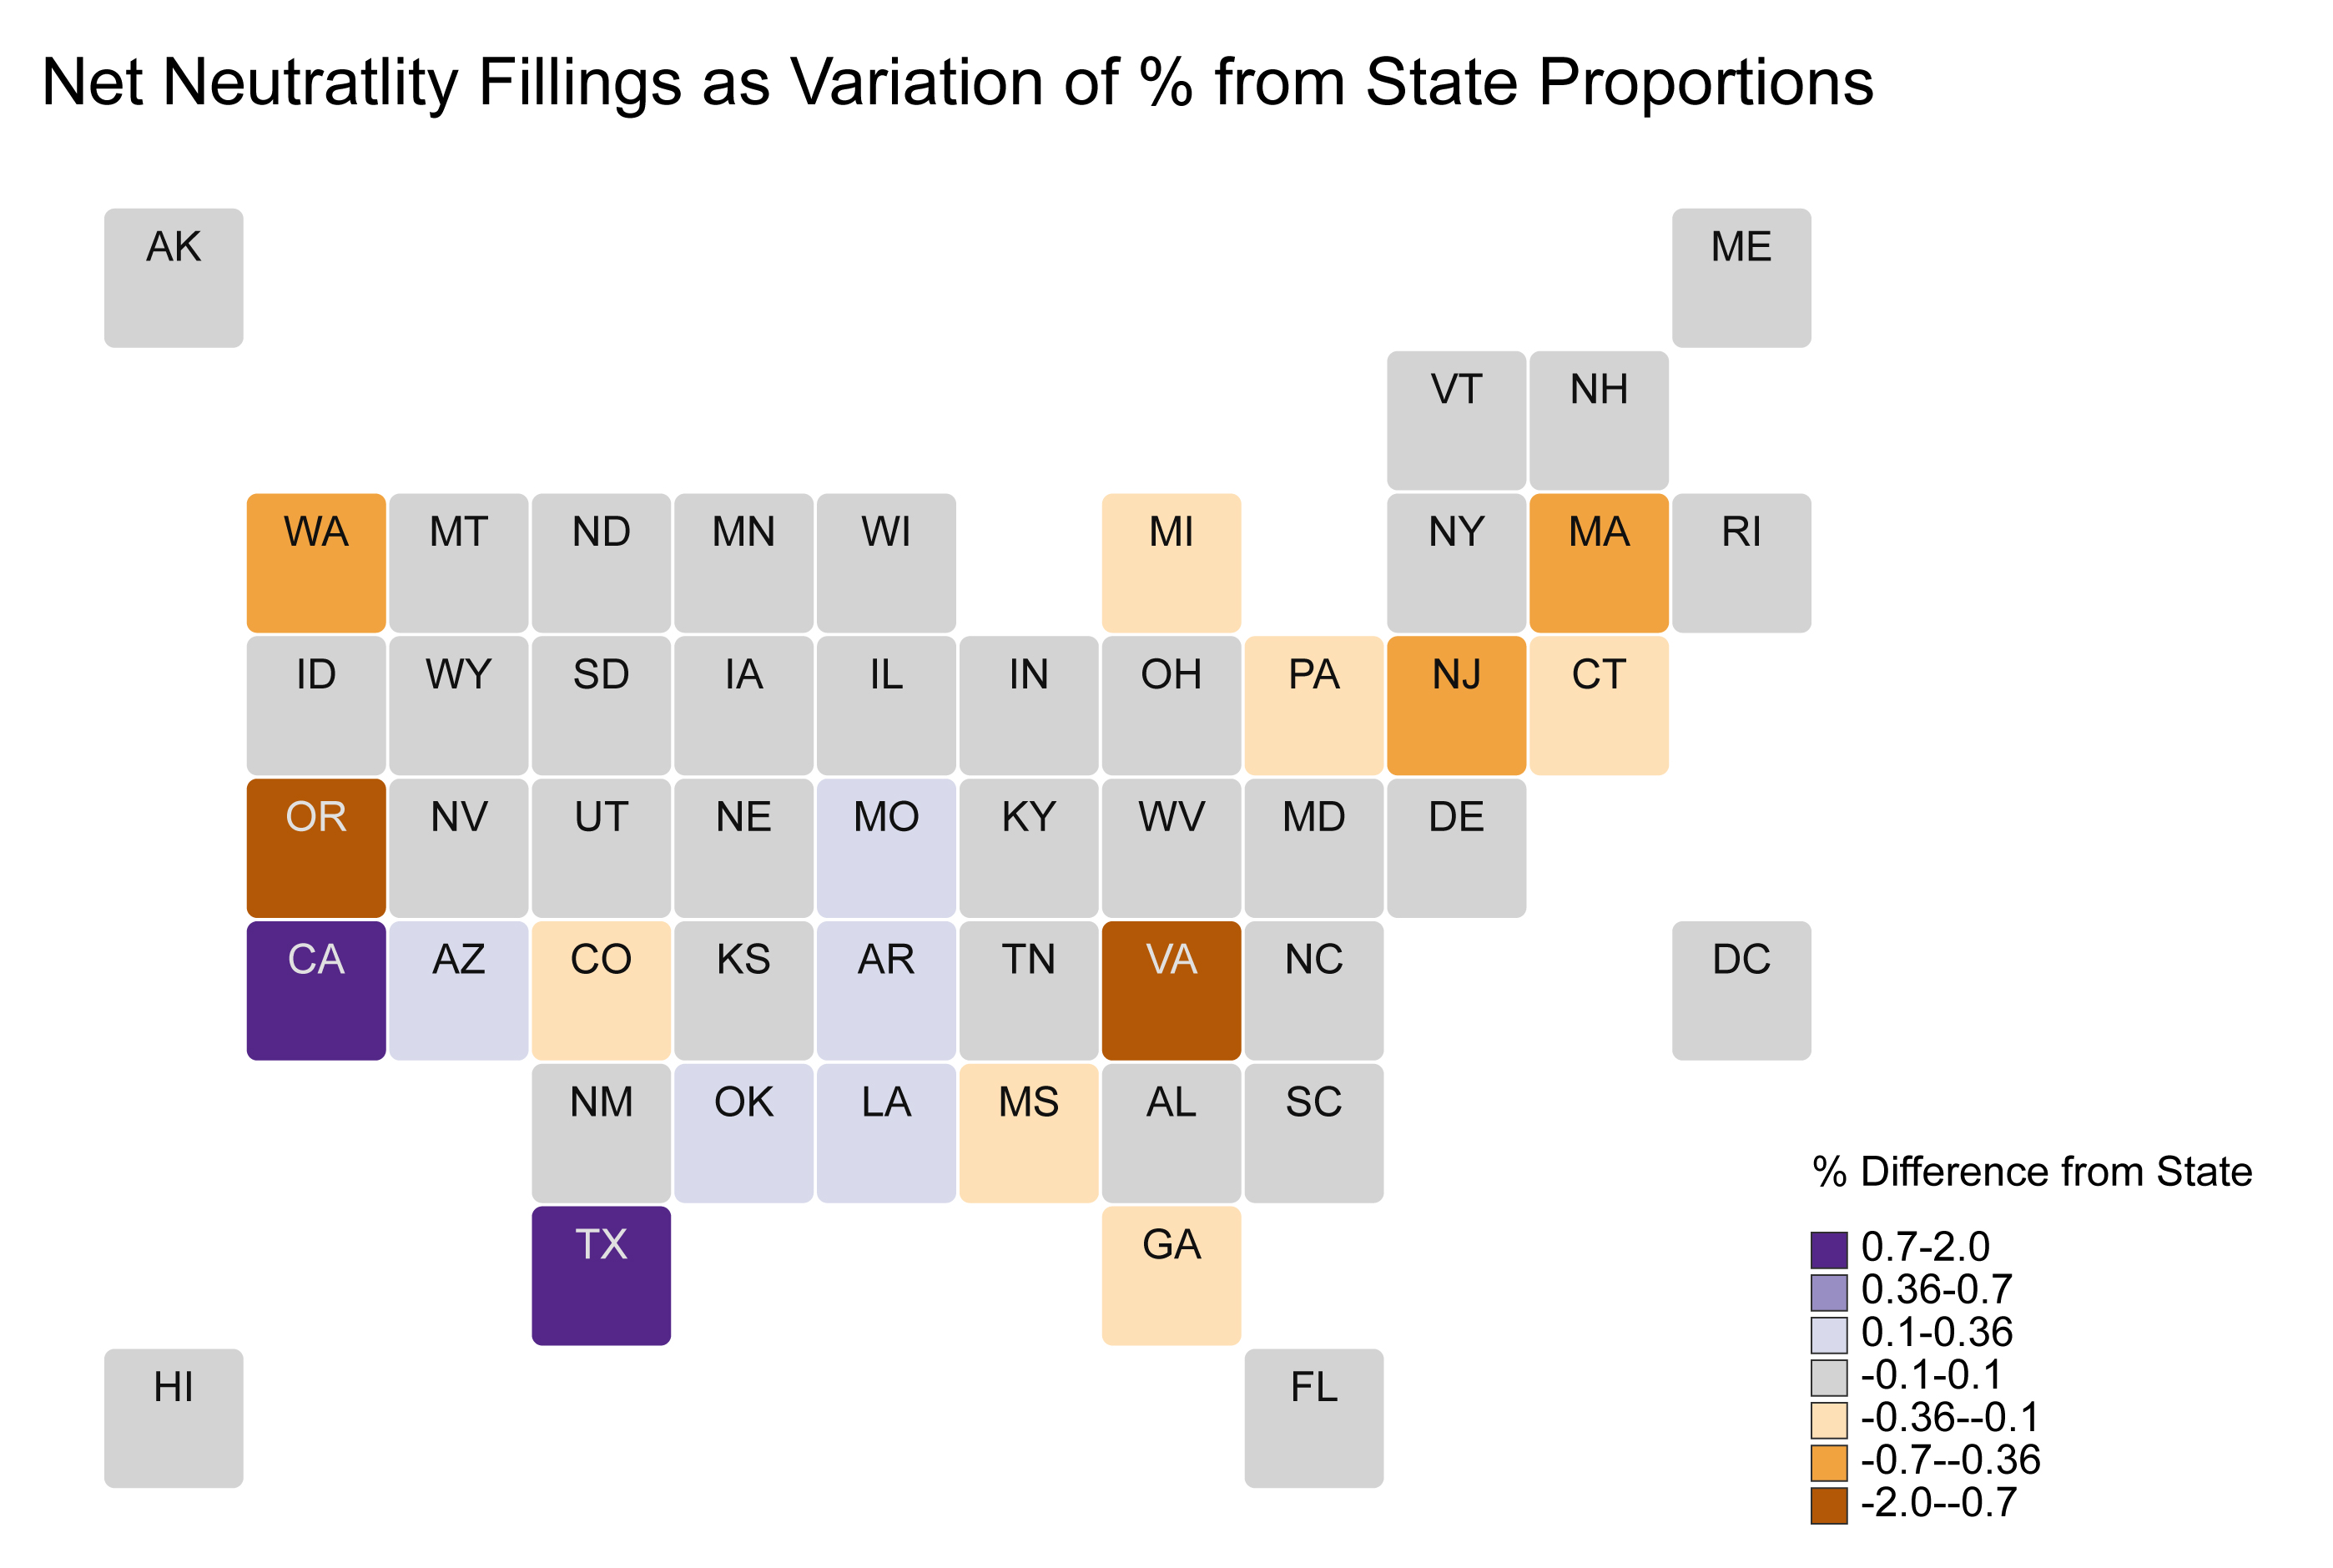 Net Neutratlity Fillings as Variation of % from State Proportions
AK
ME
VT NH
WA MT ND MN WI MI NY MA RI
ID WY SD IA IL IN OH PA NJ CT
OR NV UT NE MO KY WV MD DE
CA AZ CO KS AR TN VA NC DC
NM OK LA MS AL SC
TX GA
HI FL
% Difference from State
0.7-2.0
0.36-0.7
0.1-0.36
-0.1-0.1
-0.36--0.1
-0.7--0.36
-2.0--0.7